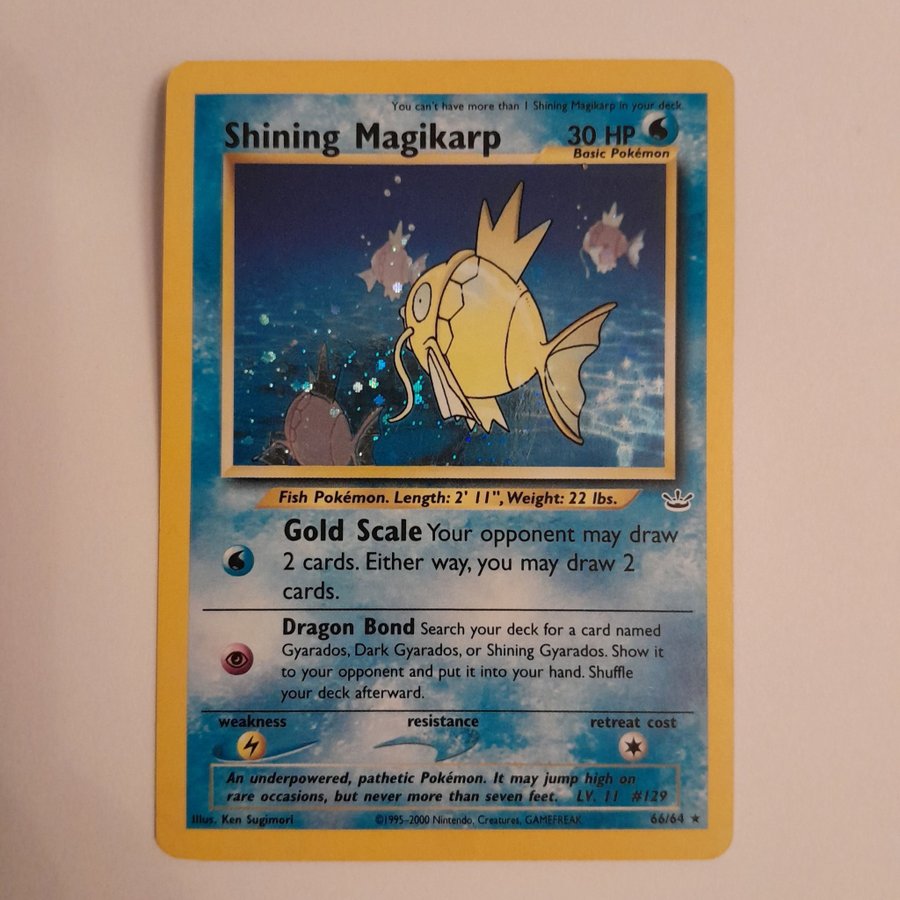 You can't have more than 1 Shining Magikarp in your deck.
Shining Magikarp 30 HP
Basic Pokémon
Fish Pokémon. Length: 2' 11", Weight: 22 lbs.
Gold Scale Your opponent may draw
2 cards. Either way, you may draw 2
cards.
Dragon Bond Search your deck for a card named
Gyarados, Dark Gyarados, or Shining Gyarados. Show it
to your opponent and put it into your hand. Shuffle
your deck afterward.
weakness resistance retreat cost
An underpowered, pathetic Pokémon. It may jump high on
rare occasions, but never more than seven feet. LV. 11 #129
Illus. Ken Sugimori ©1995-2000 Nintendo, Creatures, GAMEFREAK 66/64 ★